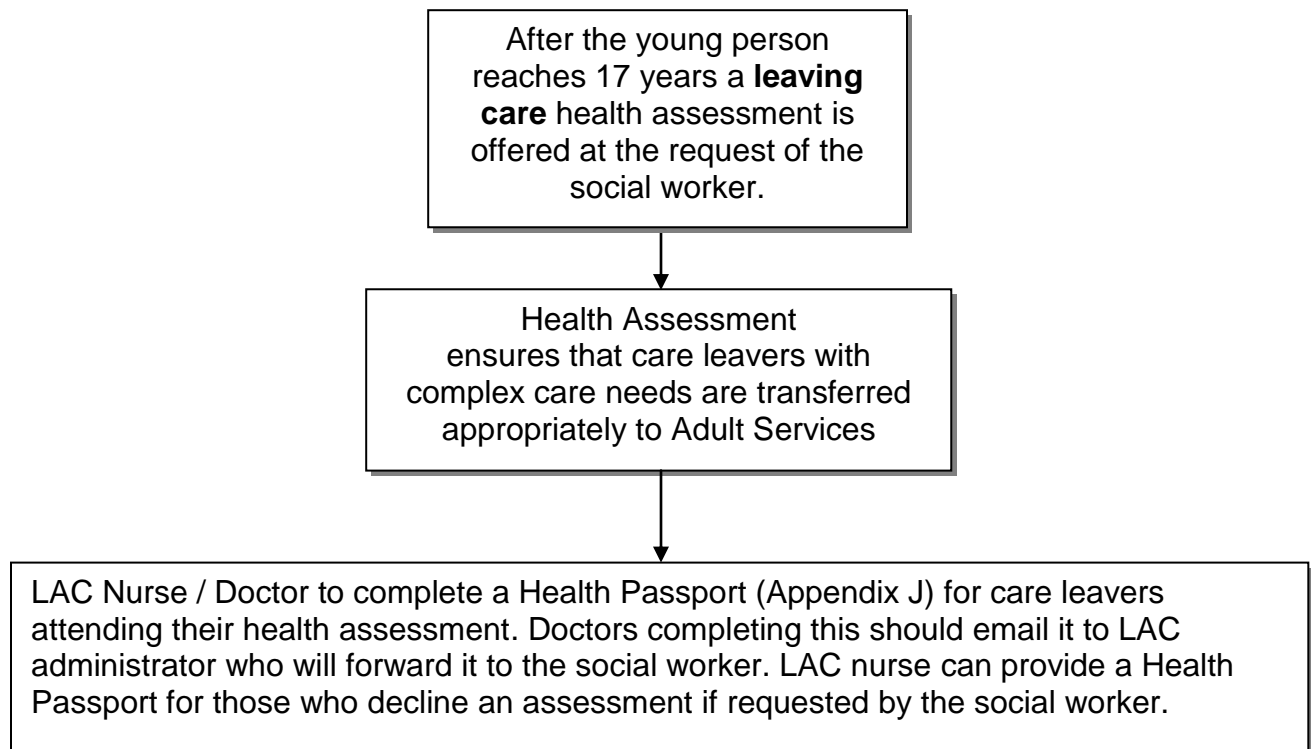 After the young person
reaches 17 years a leaving
care health assessment is
offered at the request of the
social worker.
Health Assessment
ensures that care leavers with
complex care needs are transferred
appropriately to Adult Services
LAC Nurse / Doctor to complete a Health Passport (Appendix J) for care leavers
attending their health assessment. Doctors completing this should email it to LAC
administrator who will forward it to the social worker. LAC nurse can provide a Health
Passport for those who decline an assessment if requested by the social worker.